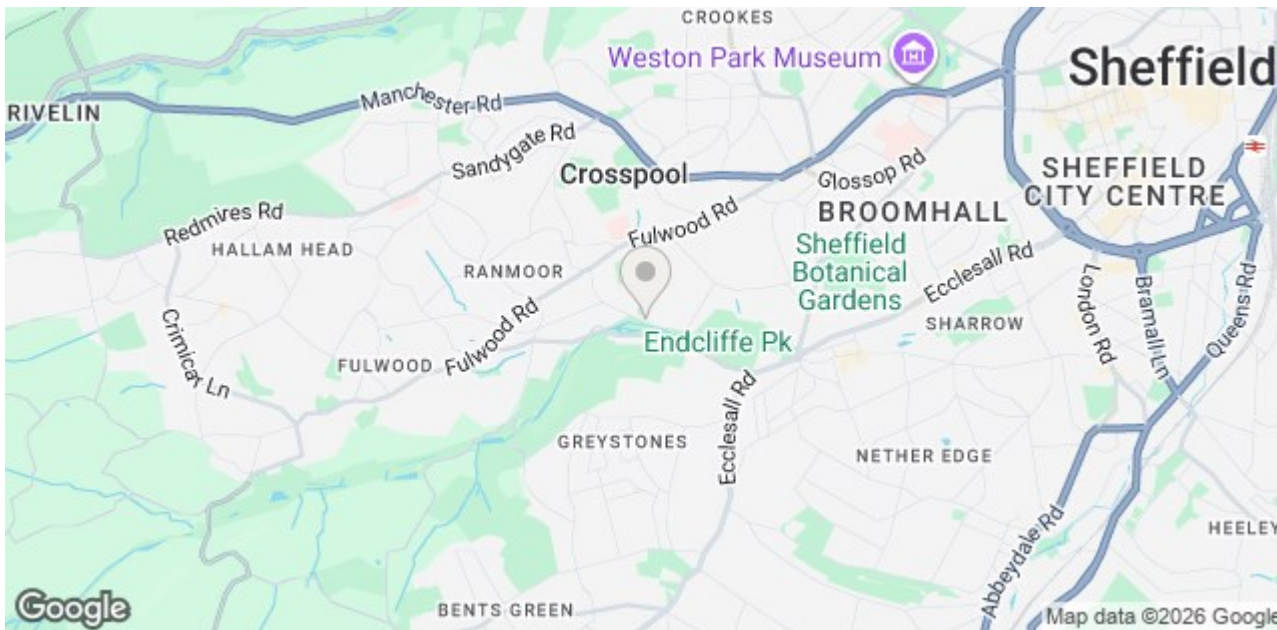 CROOKES
Weston Park Museum
Sheffield
Manchester Rd
RIVELIN
Sandygate Rd
Crosspool
Glossop Rd
SHEFFIELD
CITY CENTRE
Redmires Rd
Fulwood Rd
BROOMHALL
HALLAM HEAD
RANMOOR
Sheffield
Botanical
Gardens
Ecclesall Rd
London Rd
Bramall Ln
Queens Rd
Crimicar Ln
Fulwood Rd
FULWOOD
Endcliffe Pk
SHARROW
Ecclesall Rd
GREYSTONES
NETHER EDGE
Abbeydale Rd
HEELEY
BENTS GREEN
Google
Map data ©2026 Google